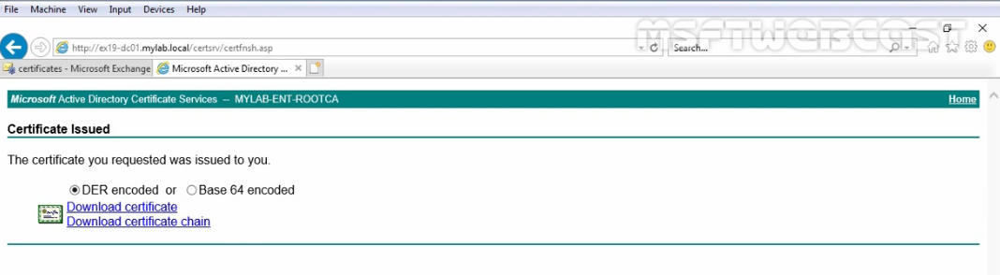 File Machine View Input Devices Help
MSFTWEBCAST
http://ex19-dc01.mylab.local/certsrv/certfnsh.asp Search...
certificates - Microsoft Exchange Microsoft Active Directory ...
Microsoft Active Directory Certificate Services -- MYLAB-ENT-ROOTCA Home
Certificate Issued
The certificate you requested was issued to you.
DER encoded or Base 64 encoded
Download certificate
Download certificate chain